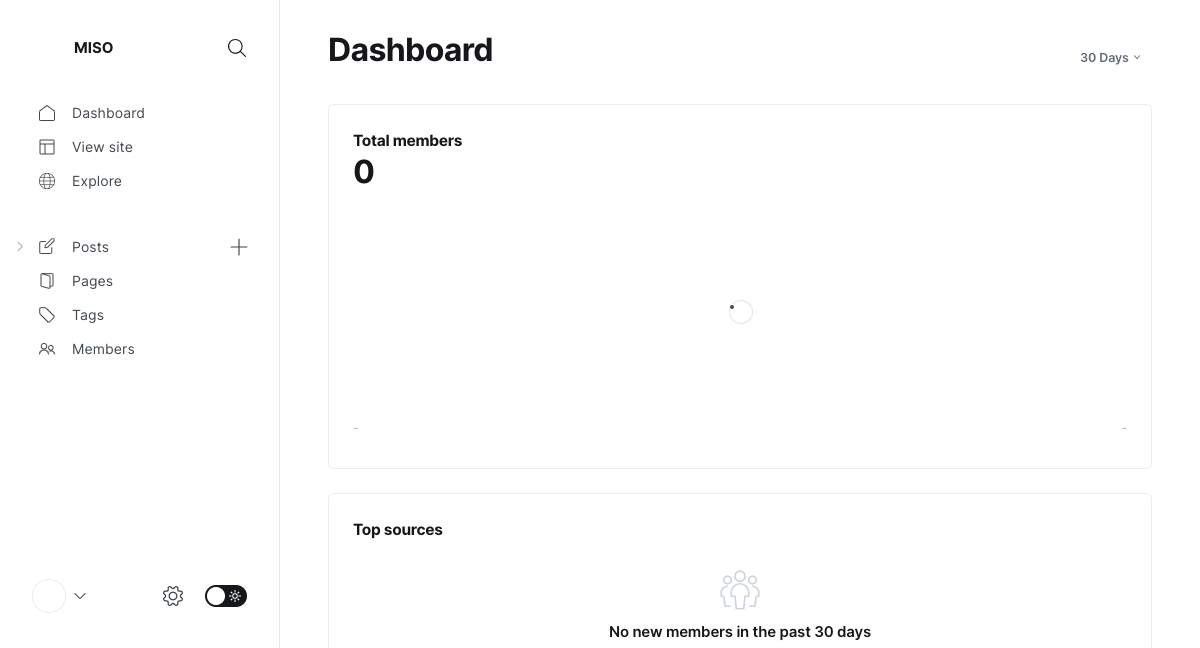 MISO
Dashboard
View site
Explore
Posts
Pages
Tags
Members
Dashboard
30 Days
Total members
0
-
-
Top sources
No new members in the past 30 days